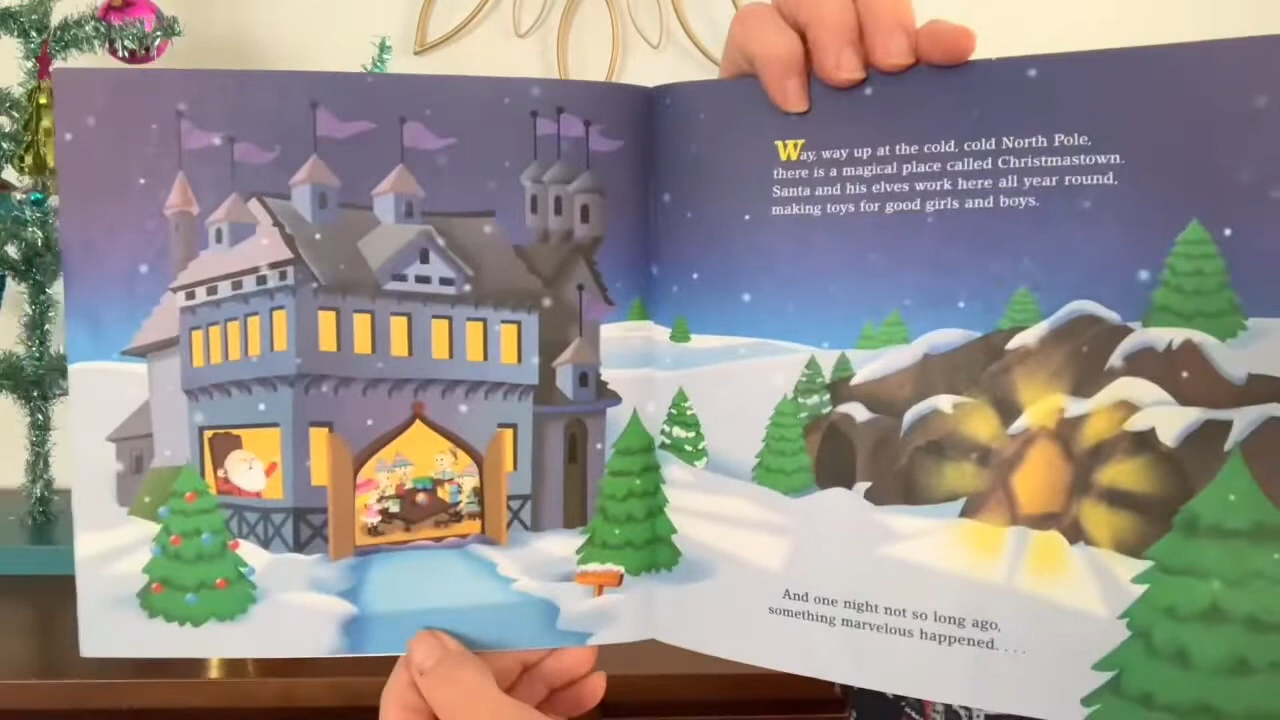 Way, way up at the cold, cold North Pole,
there is a magical place called Christmastown.
Santa and his elves work here all year round,
making toys for good girls and boys.
And one night not so long ago,
something marvelous happened. . . .